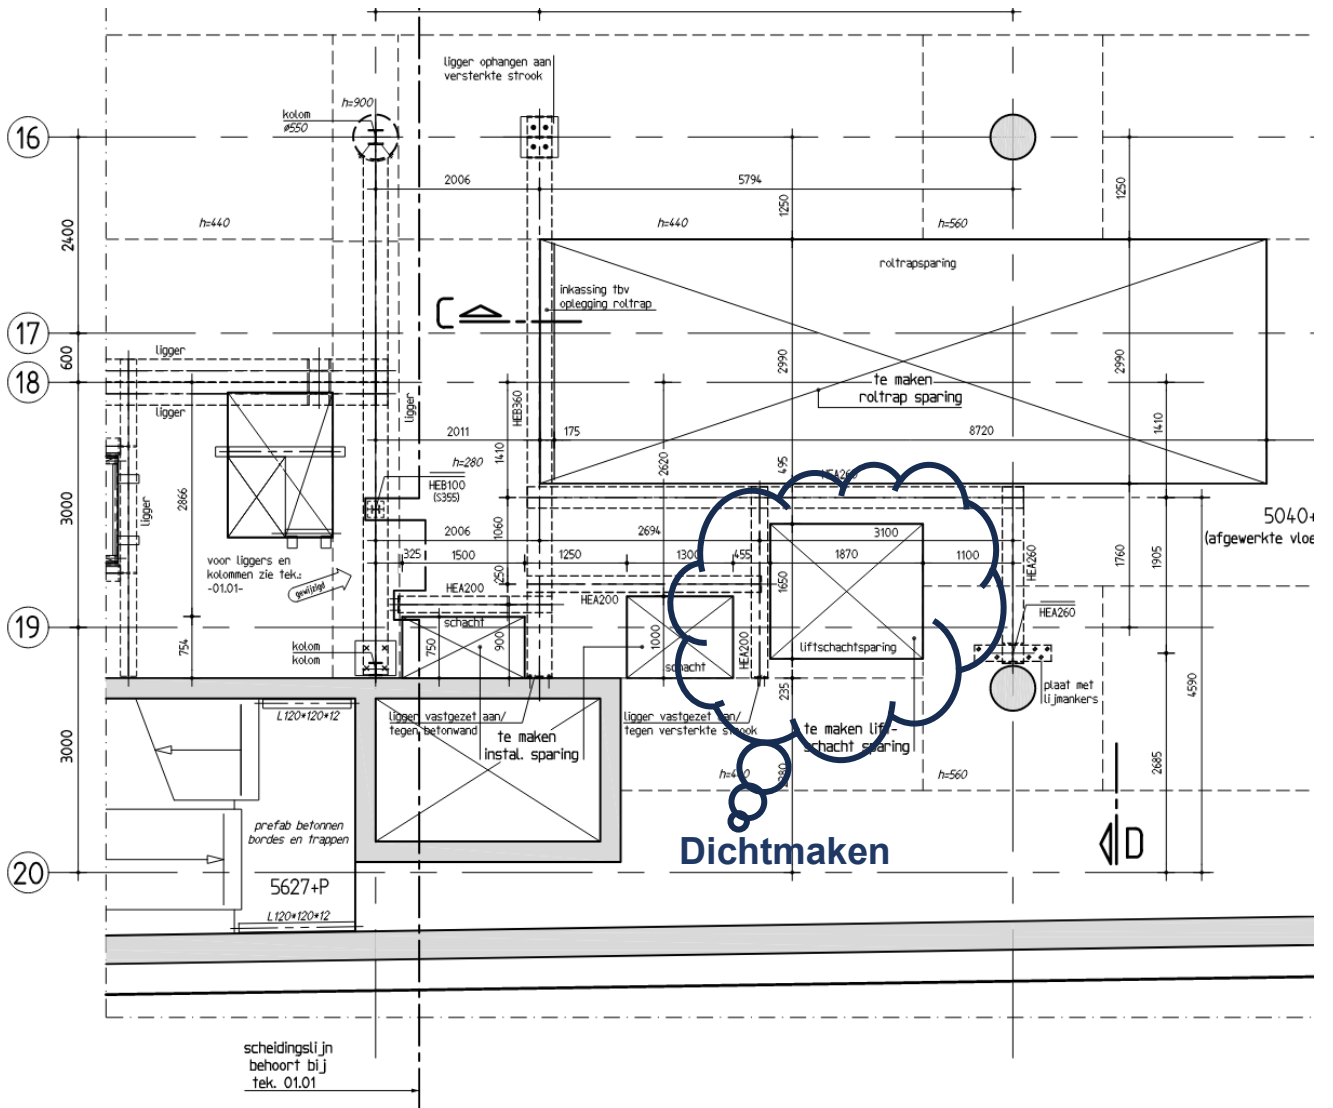 ligger ophangen aan
versterkte strook
h=900
kolom
ø550
16
2006
5794
1250
1250
2400
h=440
h=440
h=560
roltrapsparing
inkassing tbv
oplegging roltrap
C
17
600
ligger
2990
2990
18
te maken
roltrap sparing
ligger
ligger
HEB360
1410
2011
175
8720
h=280
1410
2620
495
HEA260
HEB100
(S355)
3000
2866
ligger
5040+
(afgewerkte vloe
1060
2006
2694
3100
325
1500
1250
1300
455
1870
1100
1760
1905
HEA260
voor liggers en
kolommen zie tek.:
-01.01-
gewijzigd
250
HEA200
HEA200
1650
HEA260
19
schacht
754
750
900
1000
schacht
HEA200
liftschachtsparing
kolom
kolom
235
plaat met
lijmankers
4590
L120*120*12
ligger vastgezet aan/
tegen betonwand
ligger vastgezet aan/
tegen versterkte strook
te maken
instal. sparing
te maken lift-
schacht sparing
3000
h=440
2380
h=560
2685
prefab betonnen
bordes en trappen
Dichtmaken
D
20
5627+P
L120*120*12
scheidingslijn
behoort bij
tek. 01.01